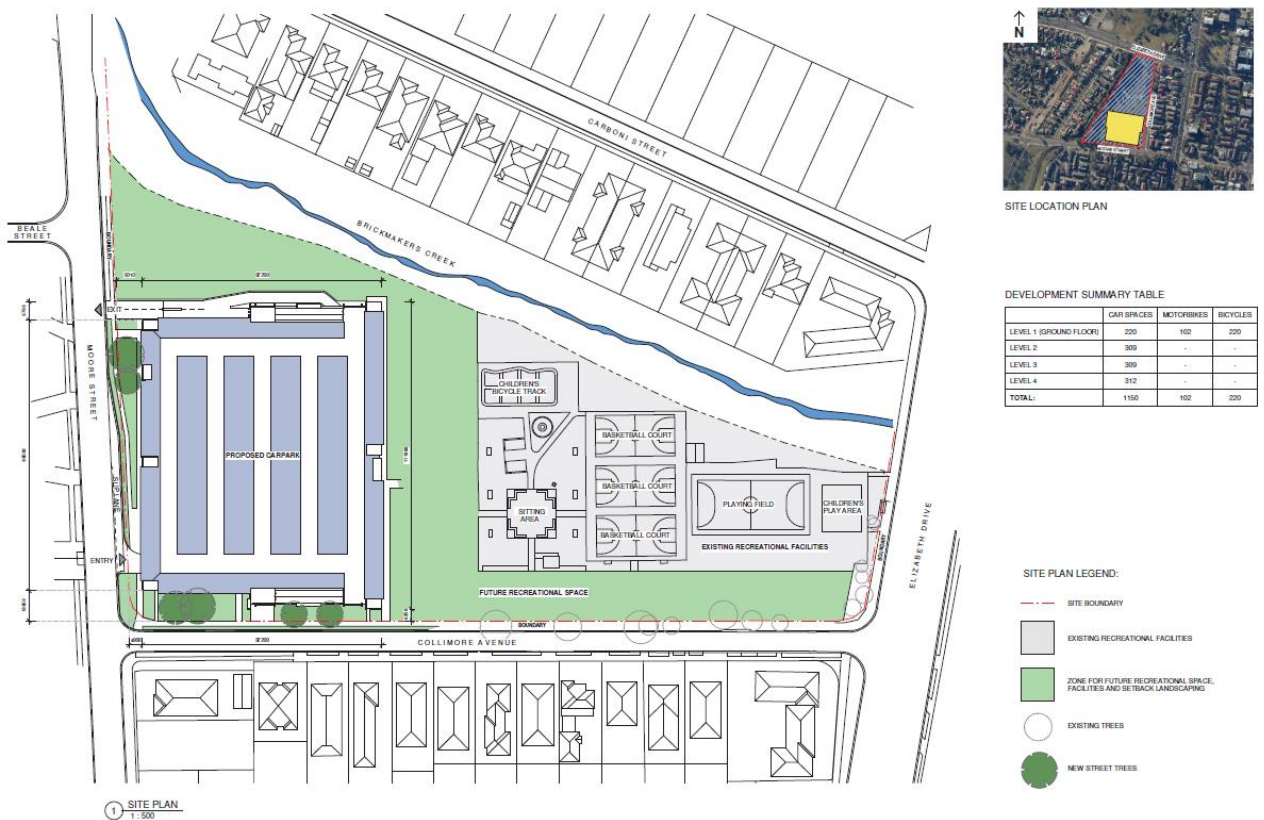 CARBONI STREET
BRICKMAKERS CREEK
BEALE
STREET
EXIT
MOORE STREET
PROPOSED CARPARK
SLIP LANE
ENTRY
BOUNDARY
CHILDREN'S
BICYCLE TRACK
BASKETBALL COURT
BASKETBALL COURT
BASKETBALL COURT
SITTING
AREA
PLAYING FIELD
CHILDREN'S
PLAY AREA
EXISTING RECREATIONAL FACILITIES
FUTURE RECREATIONAL SPACE
BOUNDARY
BOUNDARY
ELIZABETH DRIVE
COLLIMORE AVENUE
1
SITE PLAN
1 : 500
N
SITE LOCATION PLAN
DEVELOPMENT SUMMARY TABLE
CAR SPACES MOTORBIKES BICYCLES
LEVEL 1 (GROUND FLOOR) 220 102 220
LEVEL 2 309 - -
LEVEL 3 309 - -
LEVEL 4 312 - -
TOTAL: 1150 102 220
SITE PLAN LEGEND:
SITE BOUNDARY
EXISTING RECREATIONAL FACILITIES
ZONE FOR FUTURE RECREATIONAL SPACE,
FACILITIES AND SETBACK LANDSCAPING
EXISTING TREES
NEW STREET TREES